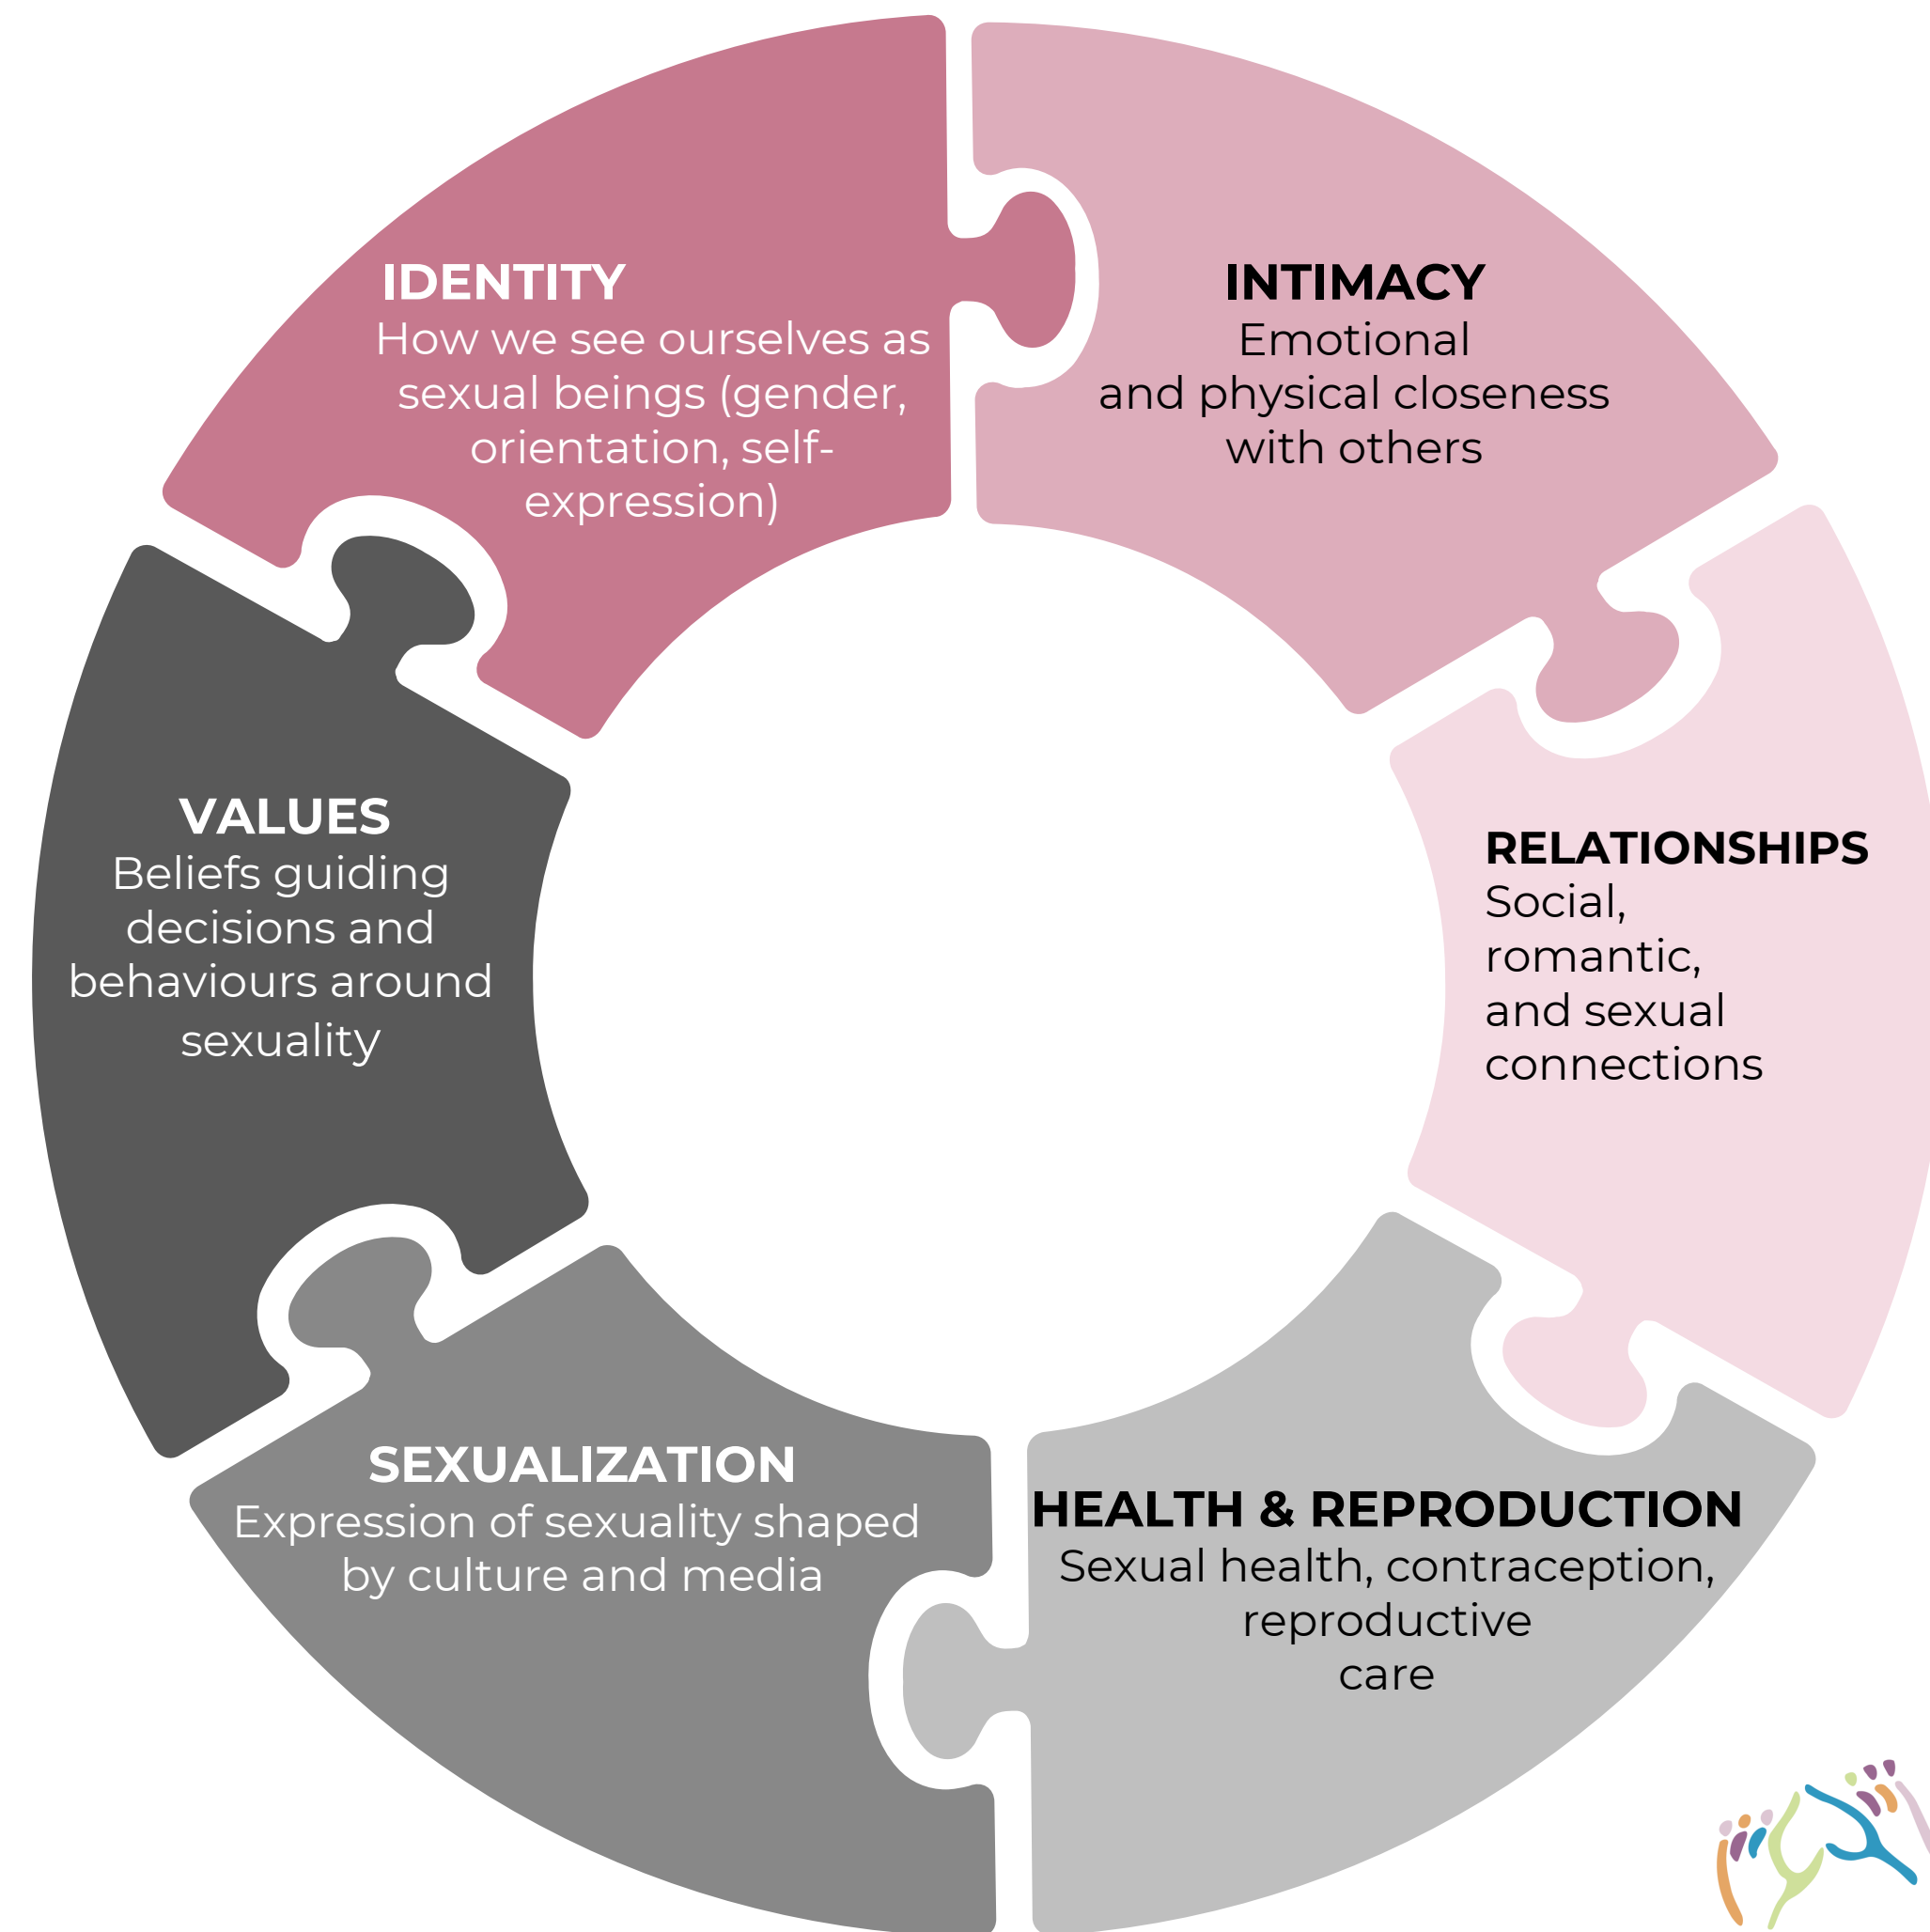 IDENTITY
How we see ourselves as
sexual beings (gender,
orientation, self-
expression)
INTIMACY
Emotional
and physical closeness
with others
RELATIONSHIPS
Social,
romantic,
and sexual
connections
HEALTH & REPRODUCTION
Sexual health, contraception,
reproductive
care
SEXUALIZATION
Expression of sexuality shaped
by culture and media
VALUES
Beliefs guiding
decisions and
behaviours around
sexuality